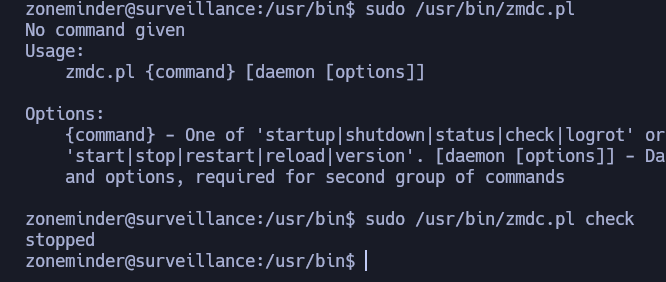 zoneminder@surveillance:/usr/bin$ sudo /usr/bin/zmdc.pl
No command given
Usage:
    zmdc.pl {command} [daemon [options]]

Options:
    {command} - One of 'startup|shutdown|status|check|logrot' or
    'start|stop|restart|reload|version'. [daemon [options]] - Da
    and options, required for second group of commands

zoneminder@surveillance:/usr/bin$ sudo /usr/bin/zmdc.pl check
stopped
zoneminder@surveillance:/usr/bin$